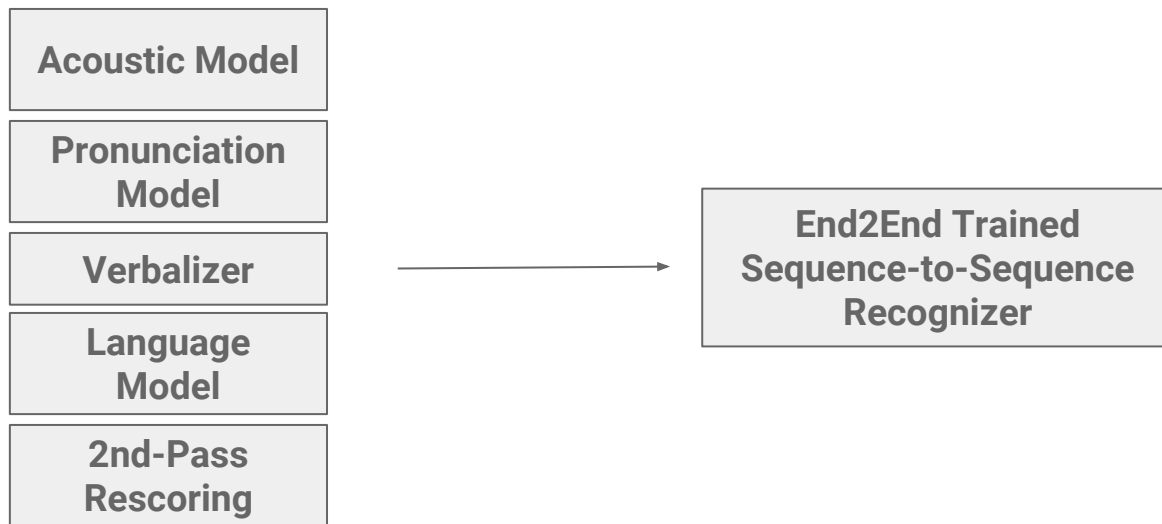 Acoustic Model
Pronunciation
Model
Verbalizer
Language
Model
2nd-Pass
Rescoring
End2End Trained
Sequence-to-Sequence
Recognizer